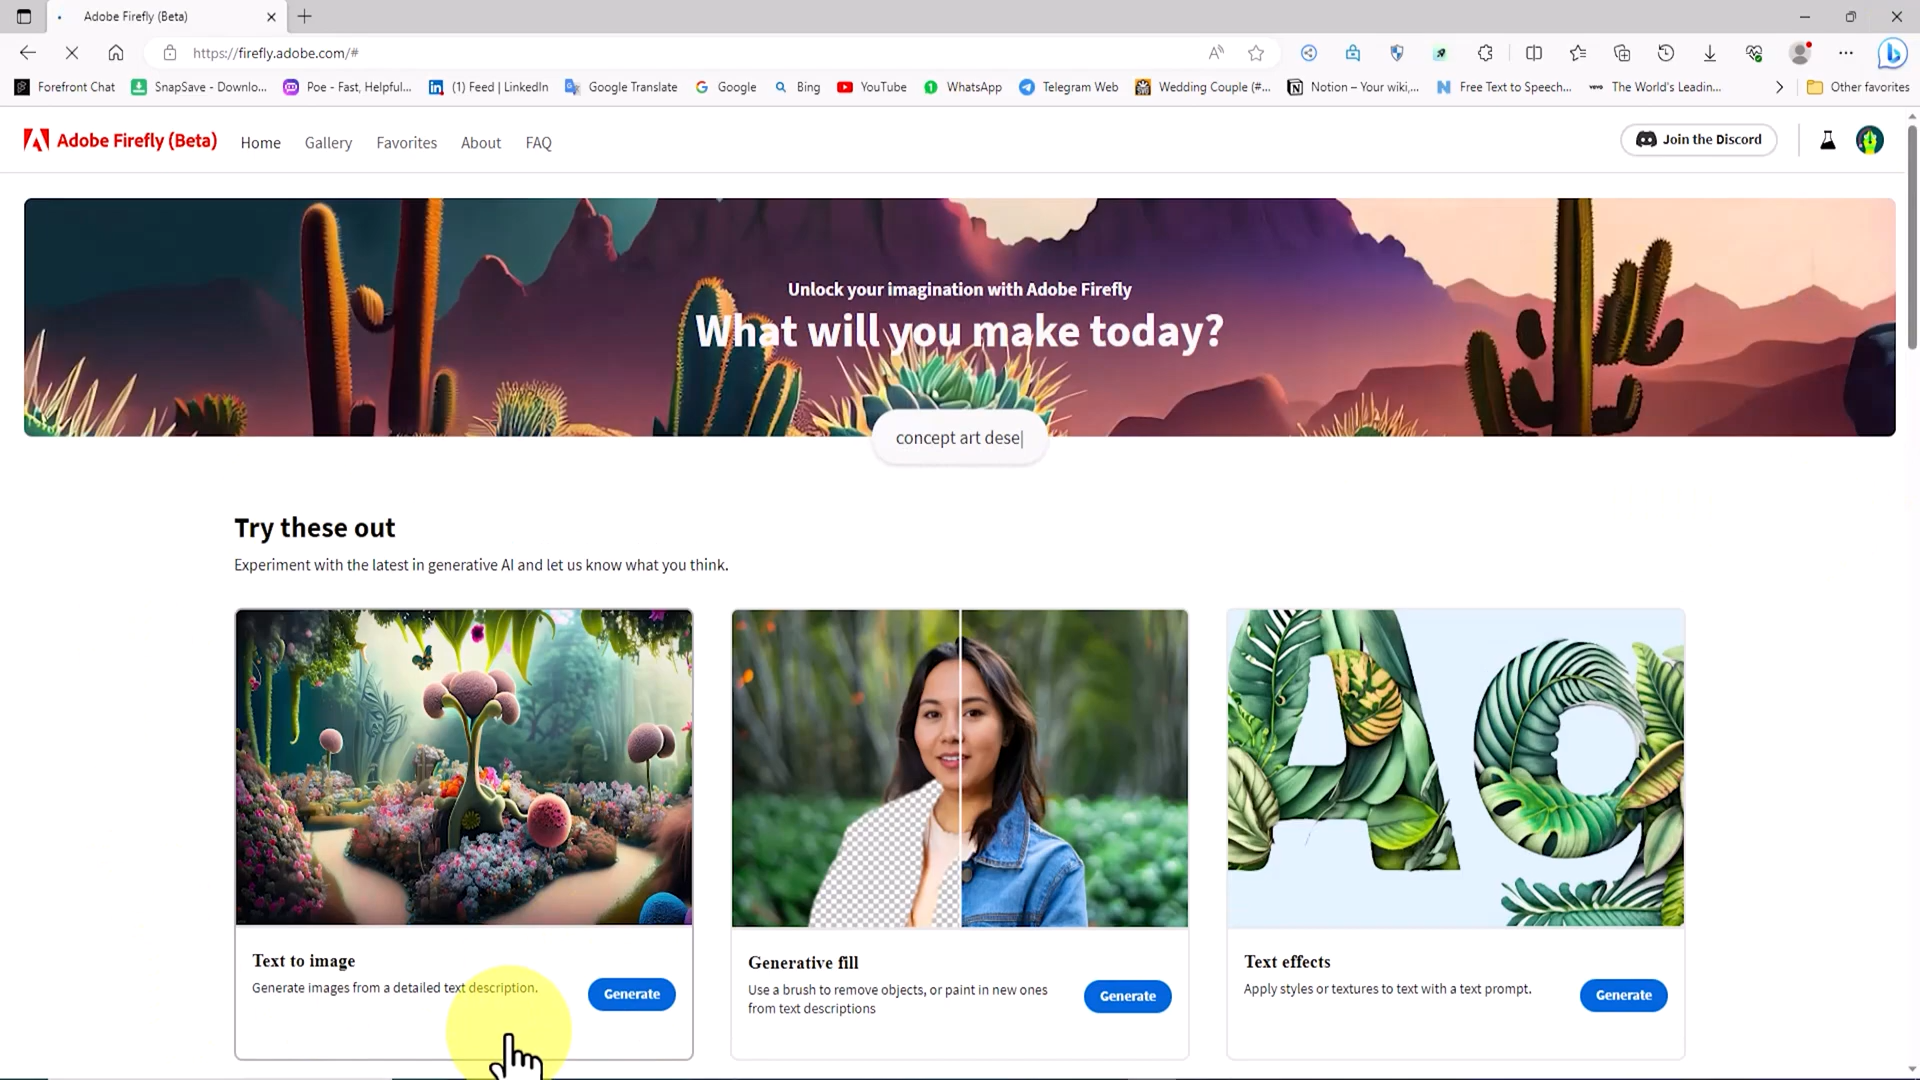 Adobe Firefly (Beta)
https://firefly.adobe.com/#
Forefront Chat
SnapSave - Downlo...
Poe - Fast, Helpful...
(1) Feed | LinkedIn
Google Translate
Google
Bing
YouTube
WhatsApp
Telegram Web
Wedding Couple (#...
Notion – Your wiki,...
Free Text to Speech...
The World's Leadin...
Other favorites
Adobe Firefly (Beta)
Home
Gallery
Favorites
About
FAQ
Join the Discord
Unlock your imagination with Adobe Firefly
What will you make today?
concept art dese
Try these out
Experiment with the latest in generative AI and let us know what you think.
Ag
Text to image
Generate images from a detailed text description.
Generate
Generative fill
Use a brush to remove objects, or paint in new ones
from text descriptions
Generate
Text effects
Apply styles or textures to text with a text prompt.
Generate